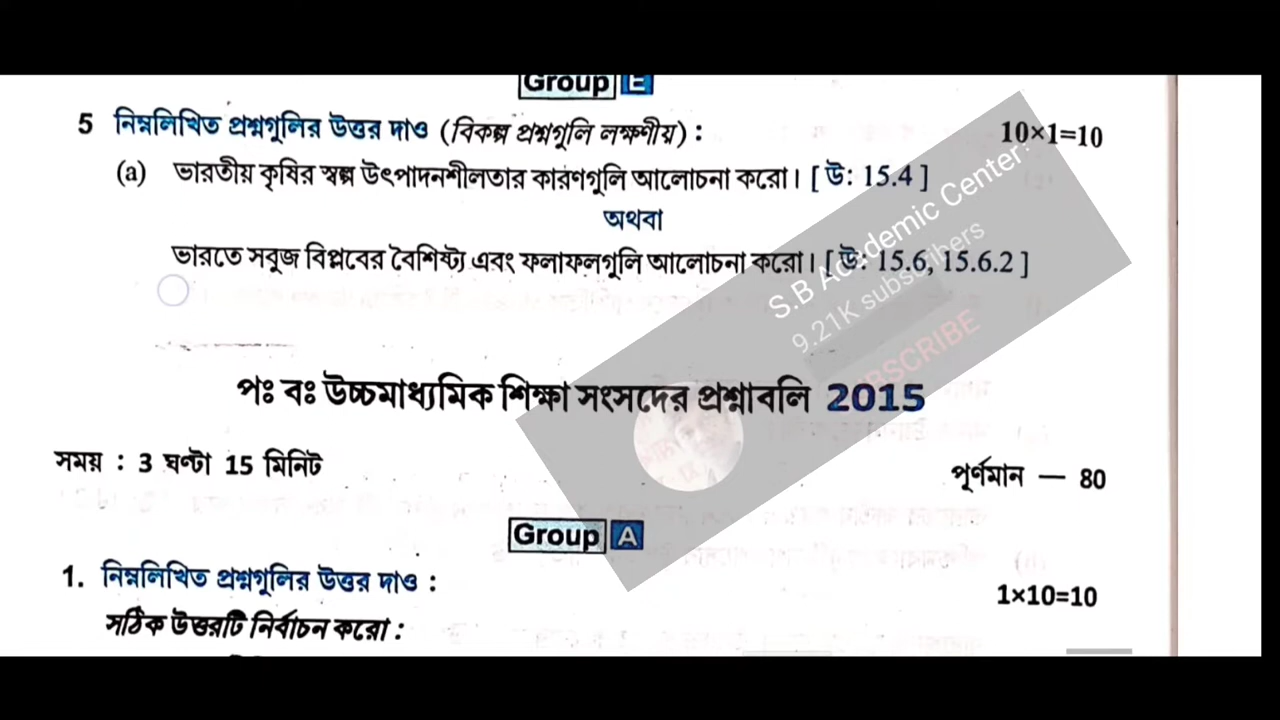 Group E
5 নিম্নলিখিত প্রশ্নগুলির উত্তর দাও (বিকল্প প্রশ্নগুলি লক্ষণীয়) : 10×1=10
(a) ভারতীয় কৃষির স্বল্প উৎপাদনশীলতার কারণগুলি আলোচনা করো। [ উ: 15.4 ]
অথবা
ভারতে সবুজ বিপ্লবের বৈশিষ্ট্য এবং ফলাফলগুলি আলোচনা করো। [ উ: 15.6, 15.6.2 ]
S.B Academic Center
9.21K subscribers
SUBSCRIBE
পঃ বঃ উচ্চমাধ্যমিক শিক্ষা সংসদের প্রশ্নাবলি 2015
সময় : 3 ঘণ্টা 15 মিনিট পূর্ণমান — 80
Group A
1. নিম্নলিখিত প্রশ্নগুলির উত্তর দাও : 1×10=10
সঠিক উত্তরটি নির্বাচন করো :